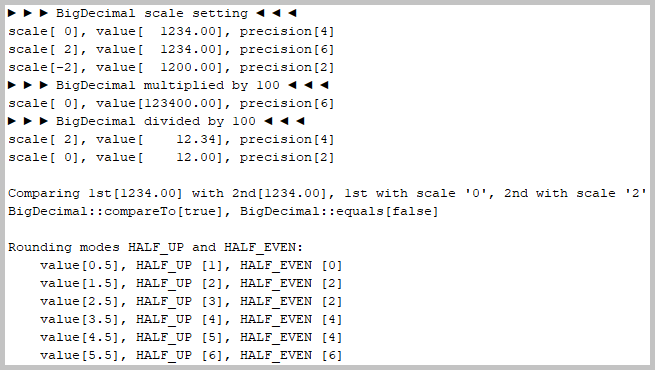 ► ► ► BigDecimal scale setting ◄ ◄ ◄
scale[ 0], value[  1234.00], precision[4]
scale[ 2], value[  1234.00], precision[6]
scale[-2], value[  1200.00], precision[2]
► ► ► BigDecimal multiplied by 100 ◄ ◄ ◄
scale[ 0], value[123400.00], precision[6]
► ► ► BigDecimal divided by 100 ◄ ◄ ◄
scale[ 2], value[    12.34], precision[4]
scale[ 0], value[    12.00], precision[2]

Comparing 1st[1234.00] with 2nd[1234.00], 1st with scale '0', 2nd with scale '2'
BigDecimal::compareTo[true], BigDecimal::equals[false]

Rounding modes HALF_UP and HALF_EVEN:
    value[0.5], HALF_UP [1], HALF_EVEN [0]
    value[1.5], HALF_UP [2], HALF_EVEN [2]
    value[2.5], HALF_UP [3], HALF_EVEN [2]
    value[3.5], HALF_UP [4], HALF_EVEN [4]
    value[4.5], HALF_UP [5], HALF_EVEN [4]
    value[5.5], HALF_UP [6], HALF_EVEN [6]